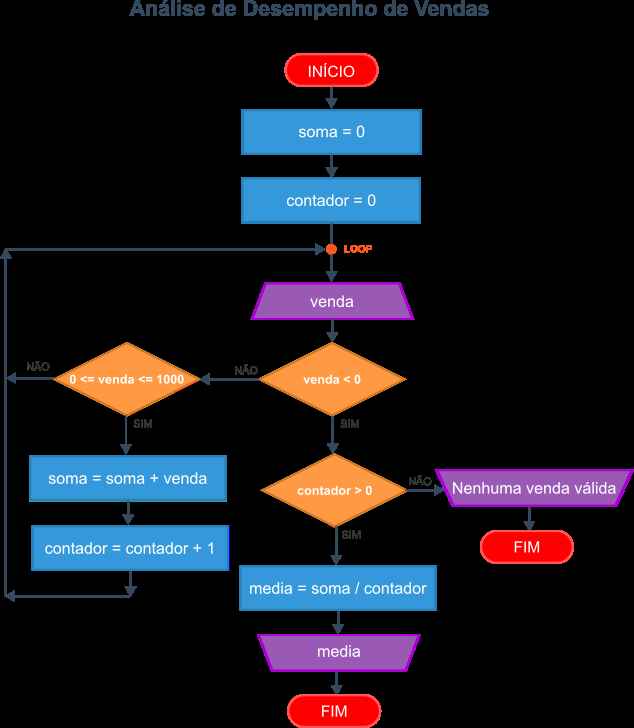 Análise de Desempenho de Vendas
INÍCIO
soma = 0
contador = 0
LOOP
venda
NÃO
0 <= venda <= 1000
NÃO
venda < 0
SIM
SIM
soma = soma + venda
contador > 0
NÃO
Nenhuma venda válida
contador = contador + 1
SIM
FIM
media = soma / contador
media
FIM